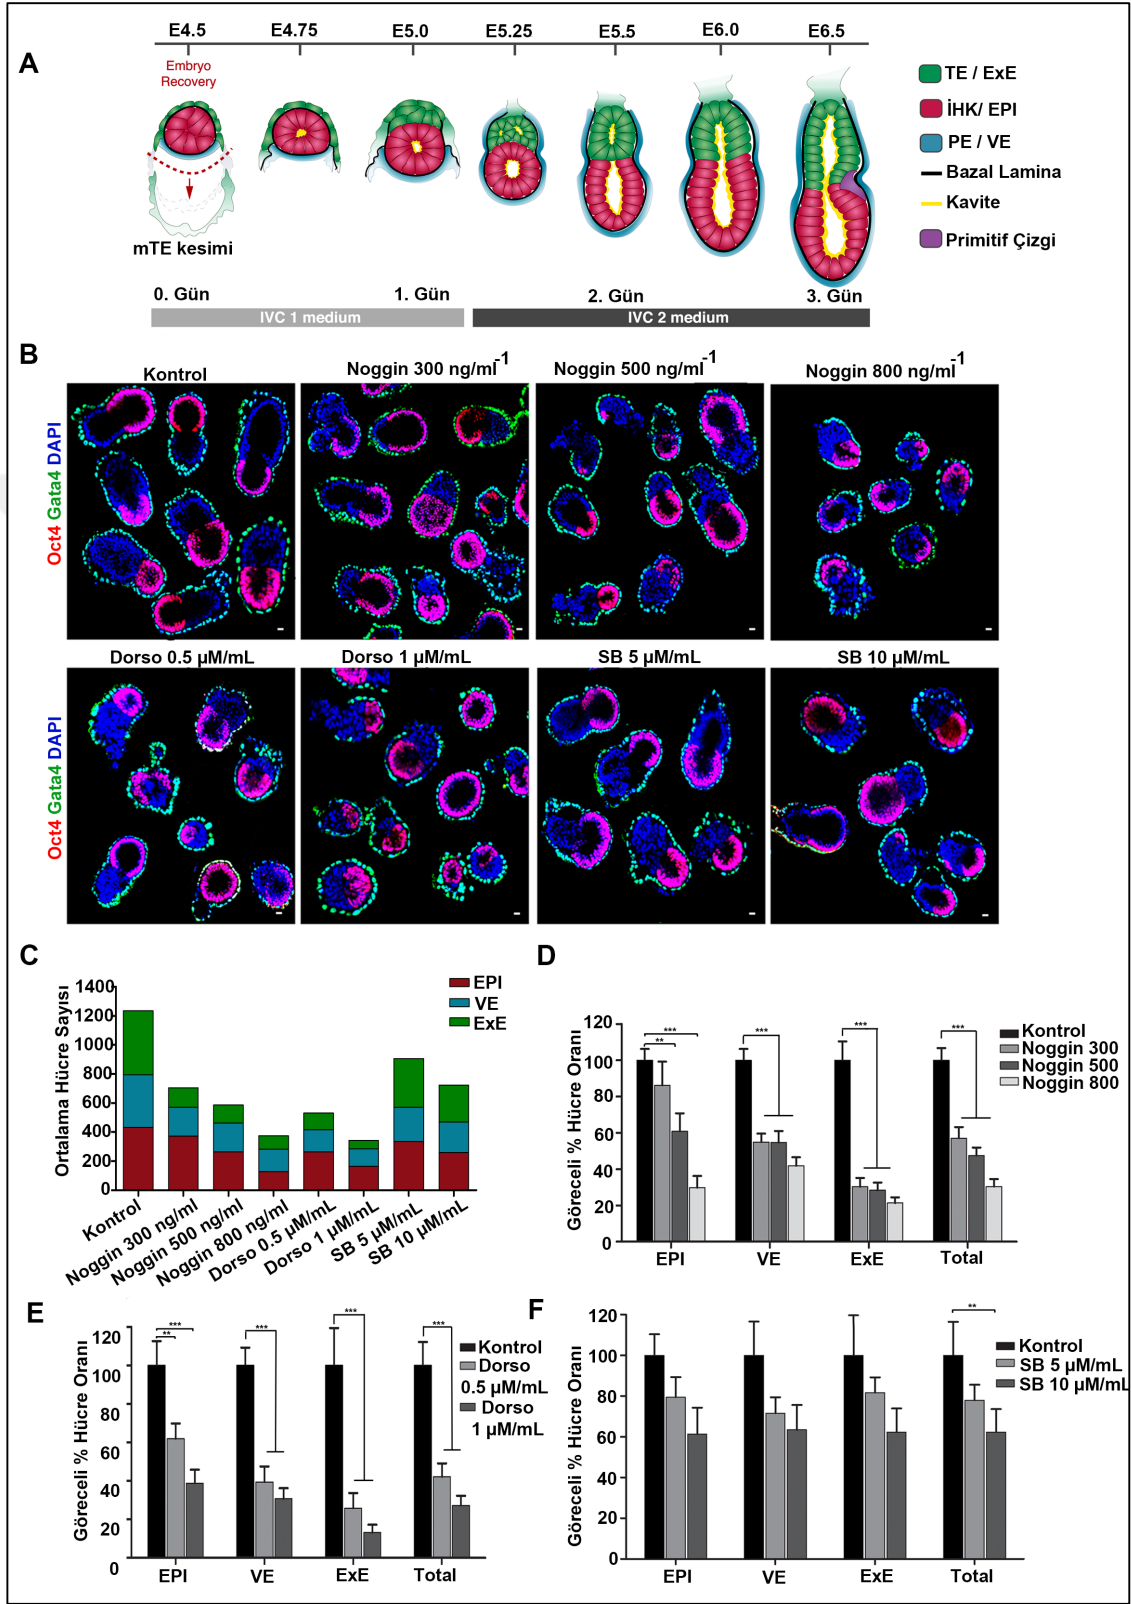 E4.5 E4.75 E5.0 E5.25 E5.5 E6.0 E6.5
A
Embryo
Recovery
TE / ExE
İHK/ EPI
PE / VE
Bazal Lamina
Kavite
Primitif Çizgi
mTE kesimi
0. Gün 1. Gün 2. Gün 3. Gün
IVC 1 medium IVC 2 medium
B
Kontrol Noggin 300 ng/ml-1 Noggin 500 ng/ml-1 Noggin 800 ng/ml-1
Oct4 Gata4 DAPI
Dorso 0.5 µM/mL Dorso 1 µM/mL SB 5 µM/mL SB 10 µM/mL
Oct4 Gata4 DAPI
C
Ortalama Hücre Sayısı
1400
1200
1000
800
600
400
200
0
EPI
VE
ExE
Kontrol
Noggin 300 ng/ml
Noggin 500 ng/ml
Noggin 800 ng/ml
Dorso 0.5 µM/mL
Dorso 1 µM/mL
SB 5 µM/mL
SB 10 µM/mL
D
Göreceli % Hücre Oranı
120
100
80
60
40
20
0
*** ** *** *** ***
Kontrol
Noggin 300
Noggin 500
Noggin 800
EPI VE ExE Total
E
Göreceli % Hücre Oranı
120
100
80
60
40
20
0
*** ** *** *** ***
Kontrol
Dorso
0.5 µM/mL
Dorso
1 µM/mL
EPI VE ExE Total
F
Göreceli % Hücre Oranı
120
100
80
60
40
20
0
**
Kontrol
SB 5 µM/mL
SB 10 µM/mL
EPI VE ExE Total